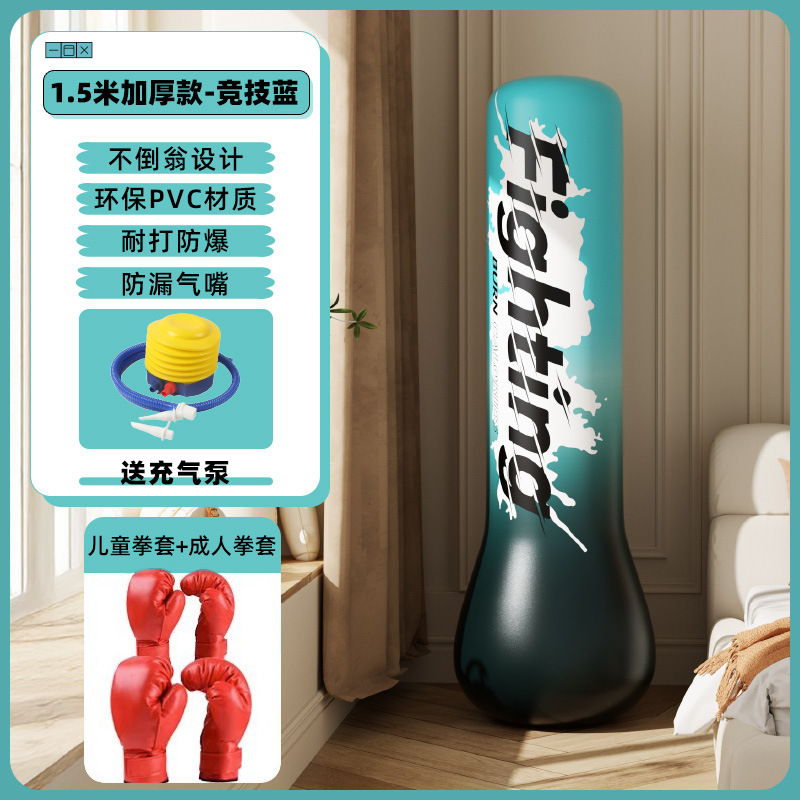 1.5米加厚款-竞技蓝
不倒翁设计
环保PVC材质
耐打防爆
防漏气嘴
送充气泵
儿童拳套+成人拳套
Fighting
BURN